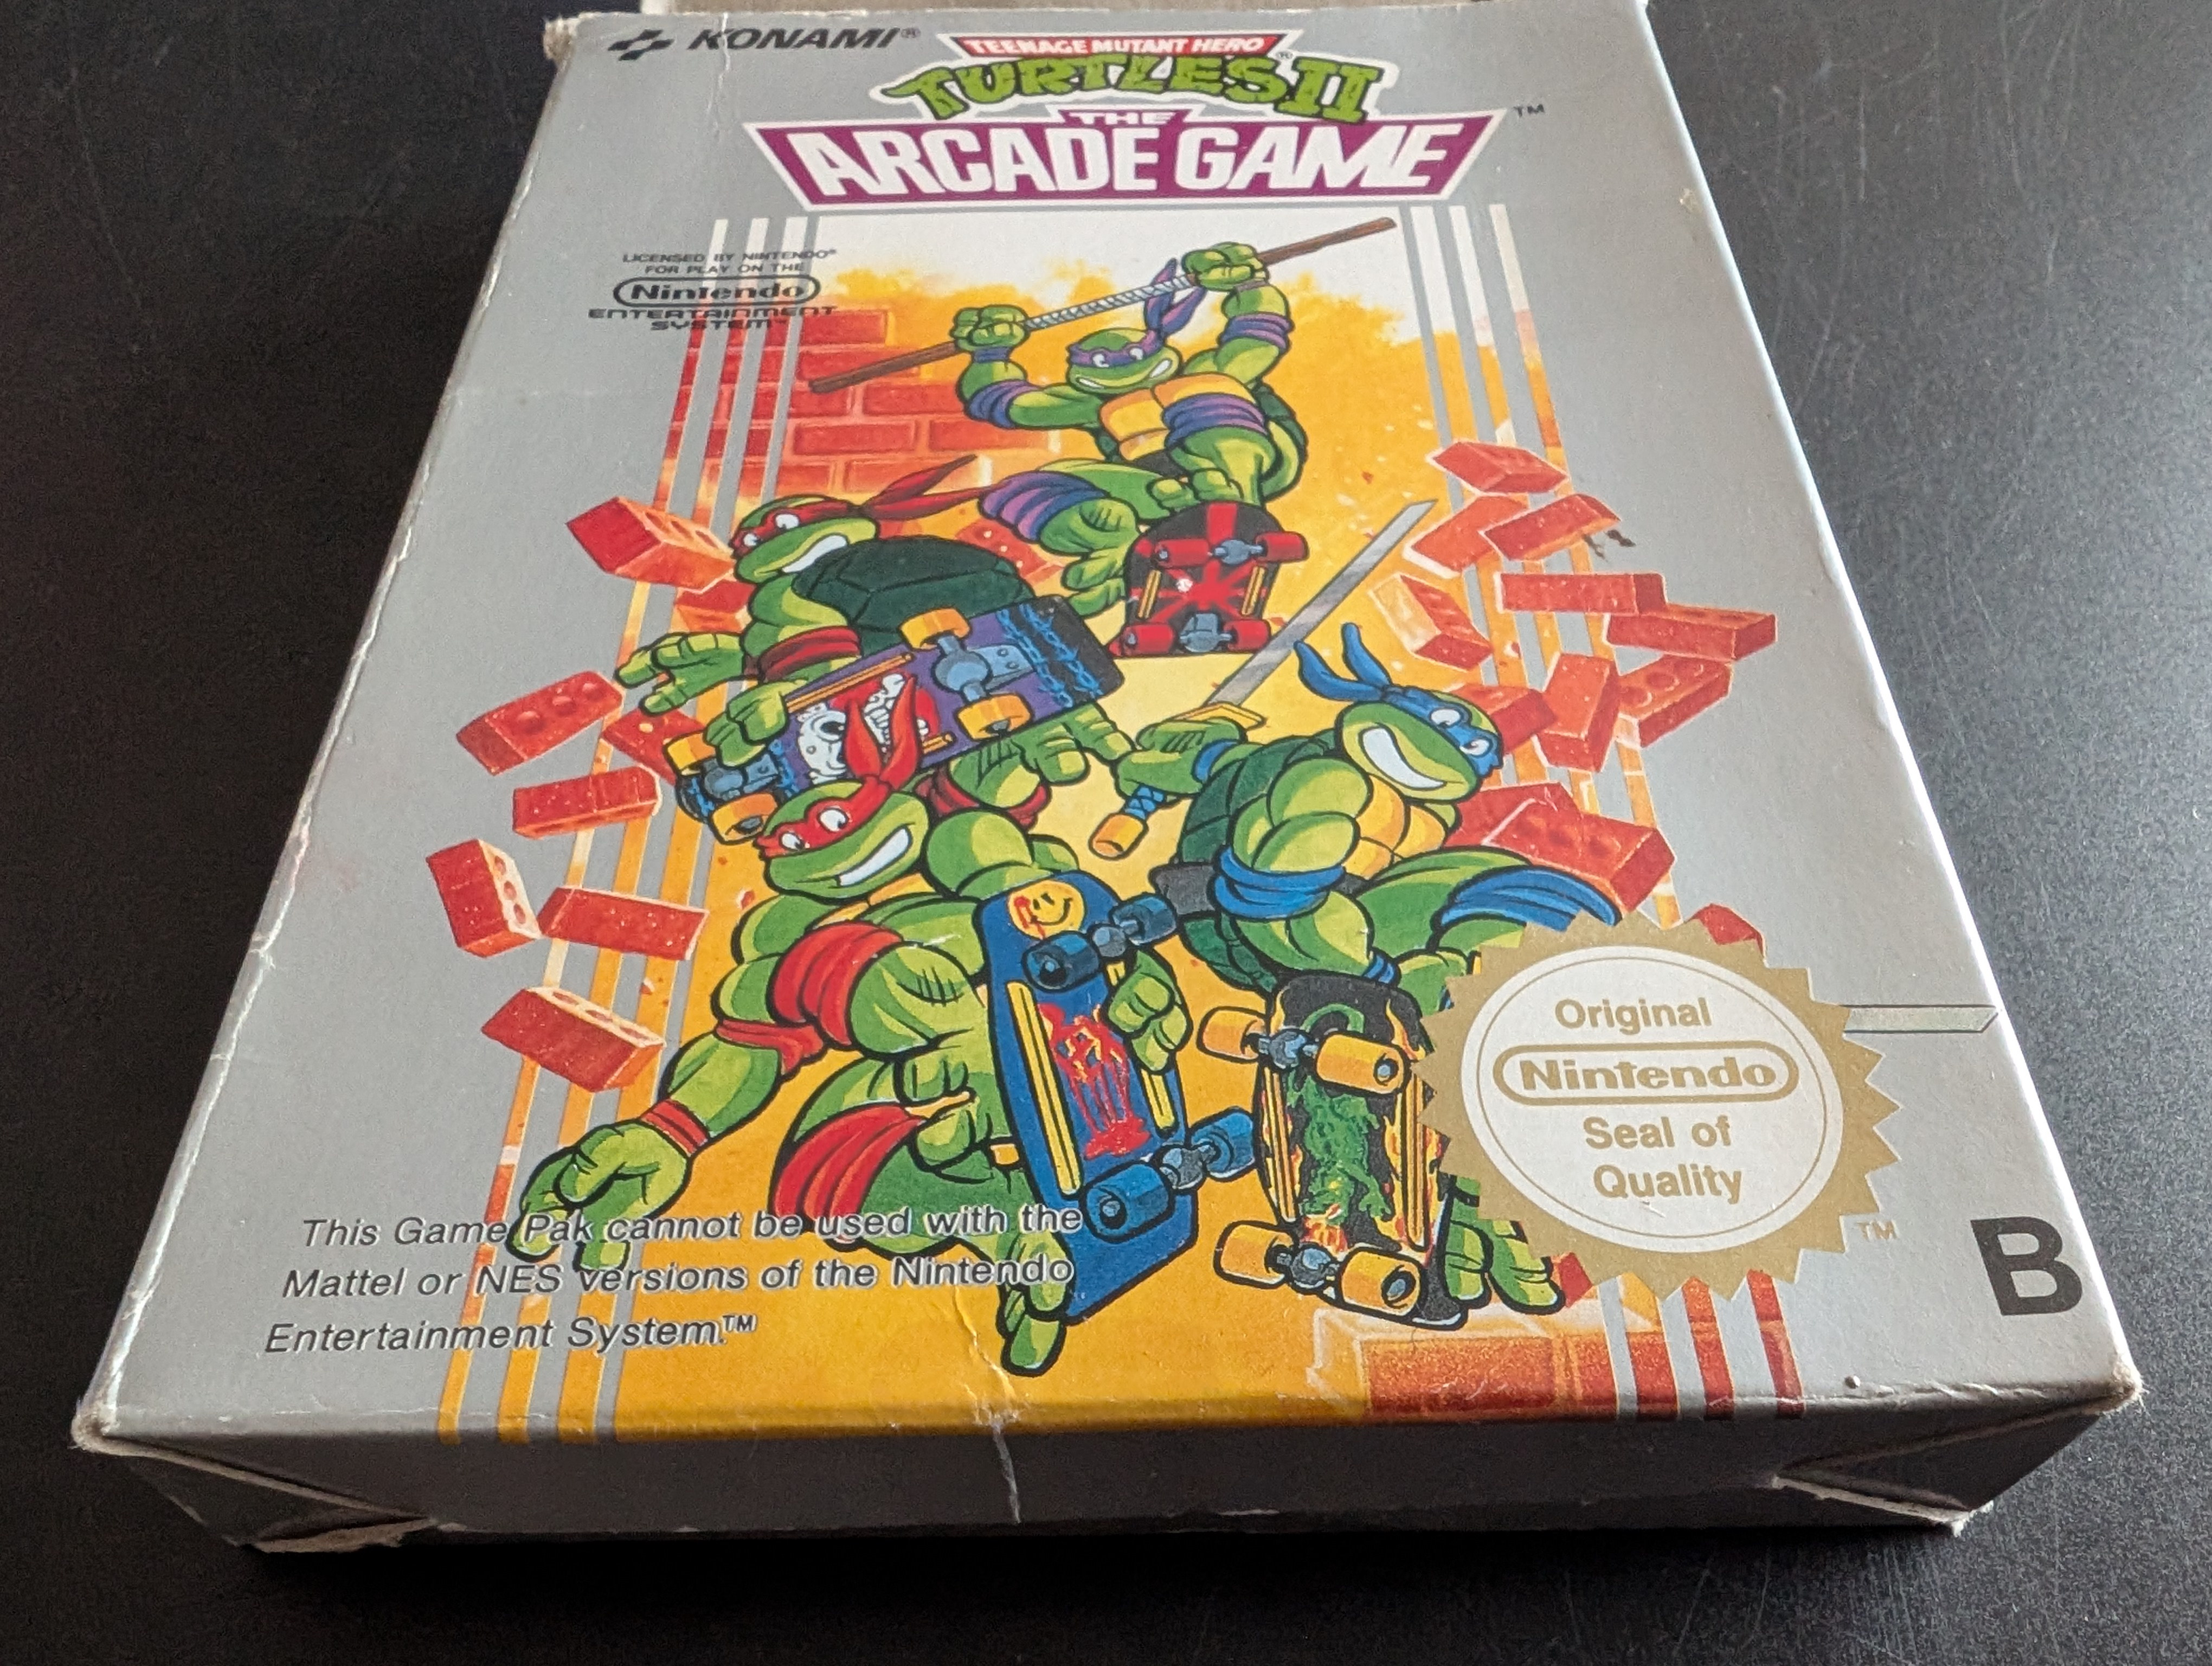 KONAMI®
TEENAGE MUTANT HERO
TURTLES II®
THE
ARCADE GAME™
LICENSED BY NINTENDO®
FOR PLAY ON THE
Nintendo
ENTERTAINMENT
SYSTEM™
Original
Nintendo
Seal of
Quality
TM
This Game Pak cannot be used with the
Mattel or NES versions of the Nintendo
Entertainment System.™
B